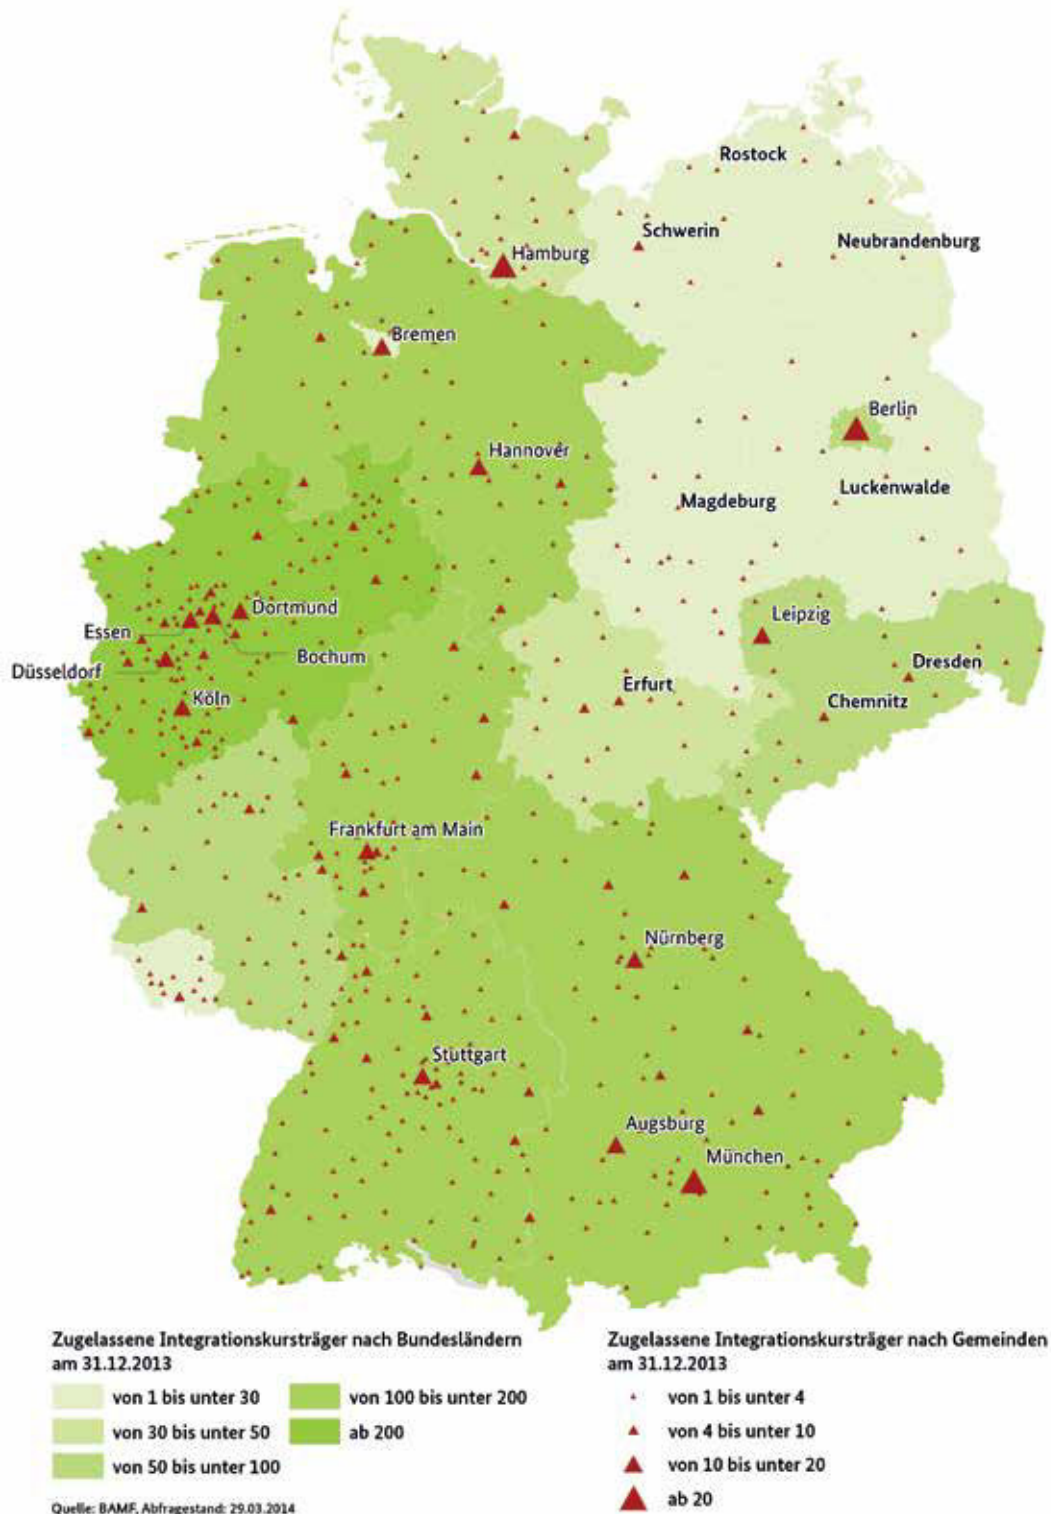 Rostock
Schwerin
Neubrandenburg
Hamburg
Bremen
Berlin
Hannover
Luckenwalde
Magdeburg
Dortmund
Leipzig
Essen
Bochum
Düsseldorf
Dresden
Erfurt
Köln
Chemnitz
Frankfurt am Main
Nürnberg
Stuttgart
Augsburg
München
Zugelassene Integrationskursträger nach Bundesländern
am 31.12.2013
von 1 bis unter 30
von 30 bis unter 50
von 50 bis unter 100
von 100 bis unter 200
ab 200
Quelle: BAMF, Abfragestand: 29.03.2014
Zugelassene Integrationskursträger nach Gemeinden
am 31.12.2013
von 1 bis unter 4
von 4 bis unter 10
von 10 bis unter 20
ab 20